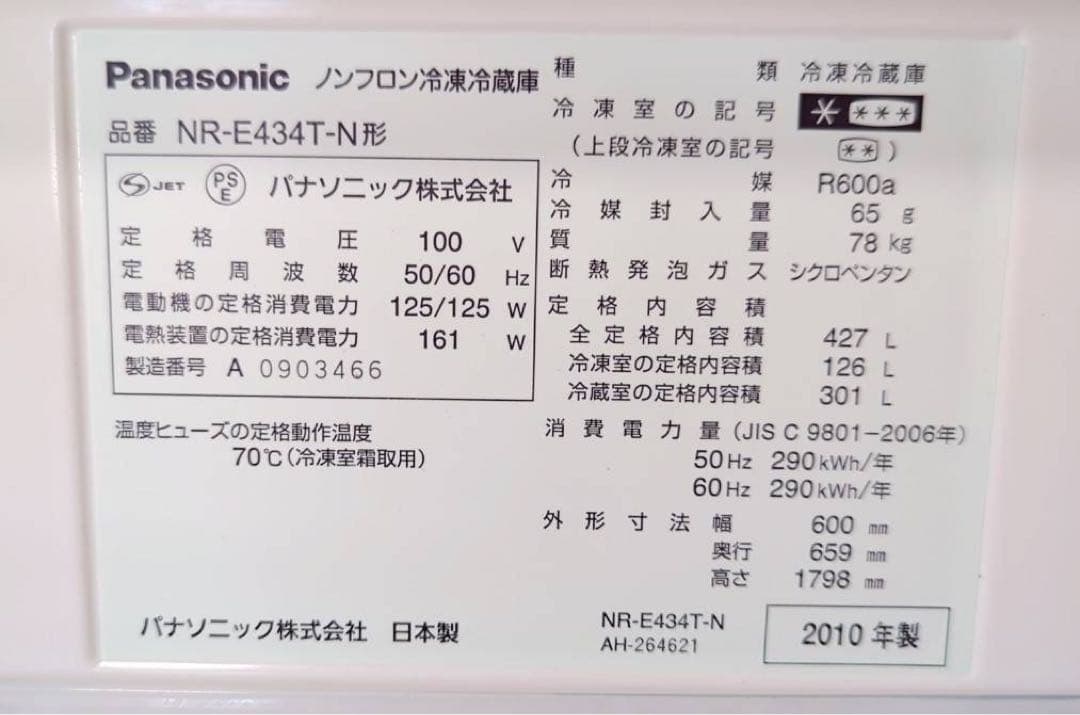 Panasonic ノンフロン冷凍冷蔵庫
品番 NR-E434T-N形
S JET PS E パナソニック株式会社
定格電圧 100 V
定格周波数 50/60 Hz
電動機の定格消費電力 125/125 W
電熱装置の定格消費電力 161 W
製造番号 A 0903466
温度ヒューズの定格動作温度
70℃(冷凍室霜取用)
種類 冷凍冷蔵庫
冷凍室の記号 * ***
(上段冷凍室の記号 **)
冷媒 R600a
冷媒封入量 65 g
質量 78 kg
断熱発泡ガス シクロペンタン
定格内容積
全定格内容積 427 L
冷凍室の定格内容積 126 L
冷蔵室の定格内容積 301 L
消費電力量 (JIS C 9801-2006年)
50Hz 290kWh/年
60Hz 290kWh/年
外形寸法 幅 600 mm
奥行 659 mm
高さ 1798 mm
パナソニック株式会社 日本製
NR-E434T-N
AH-264621
2010年製